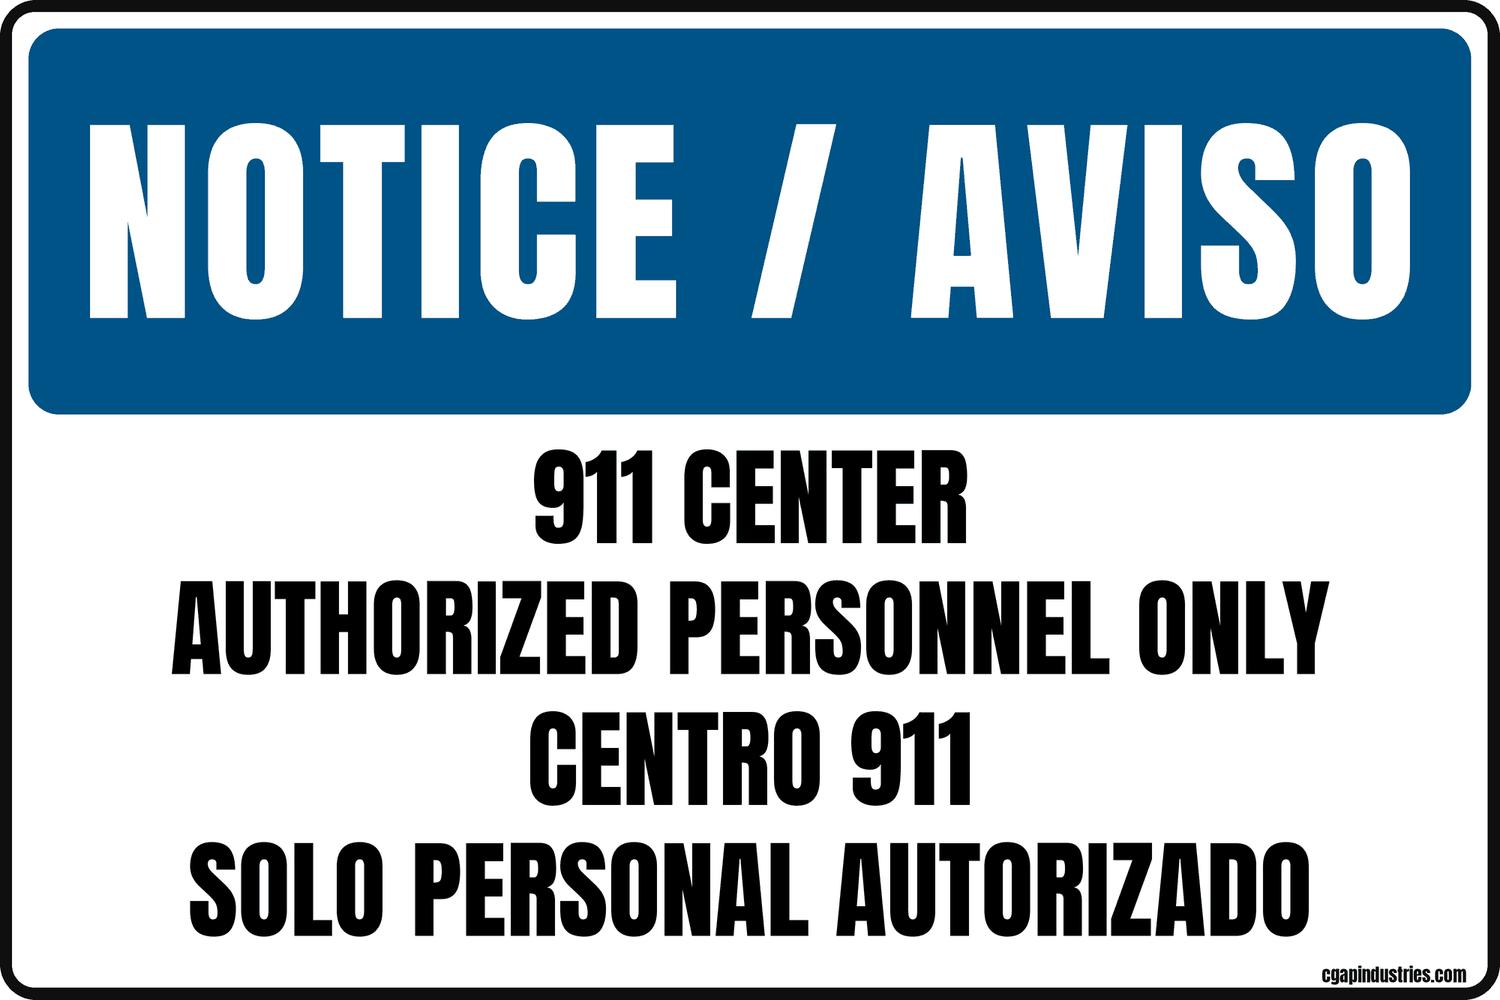 NOTICE / AVISO
911 CENTER
AUTHORIZED PERSONNEL ONLY
CENTRO 911
SOLO PERSONAL AUTORIZADO
cgapindustries.com